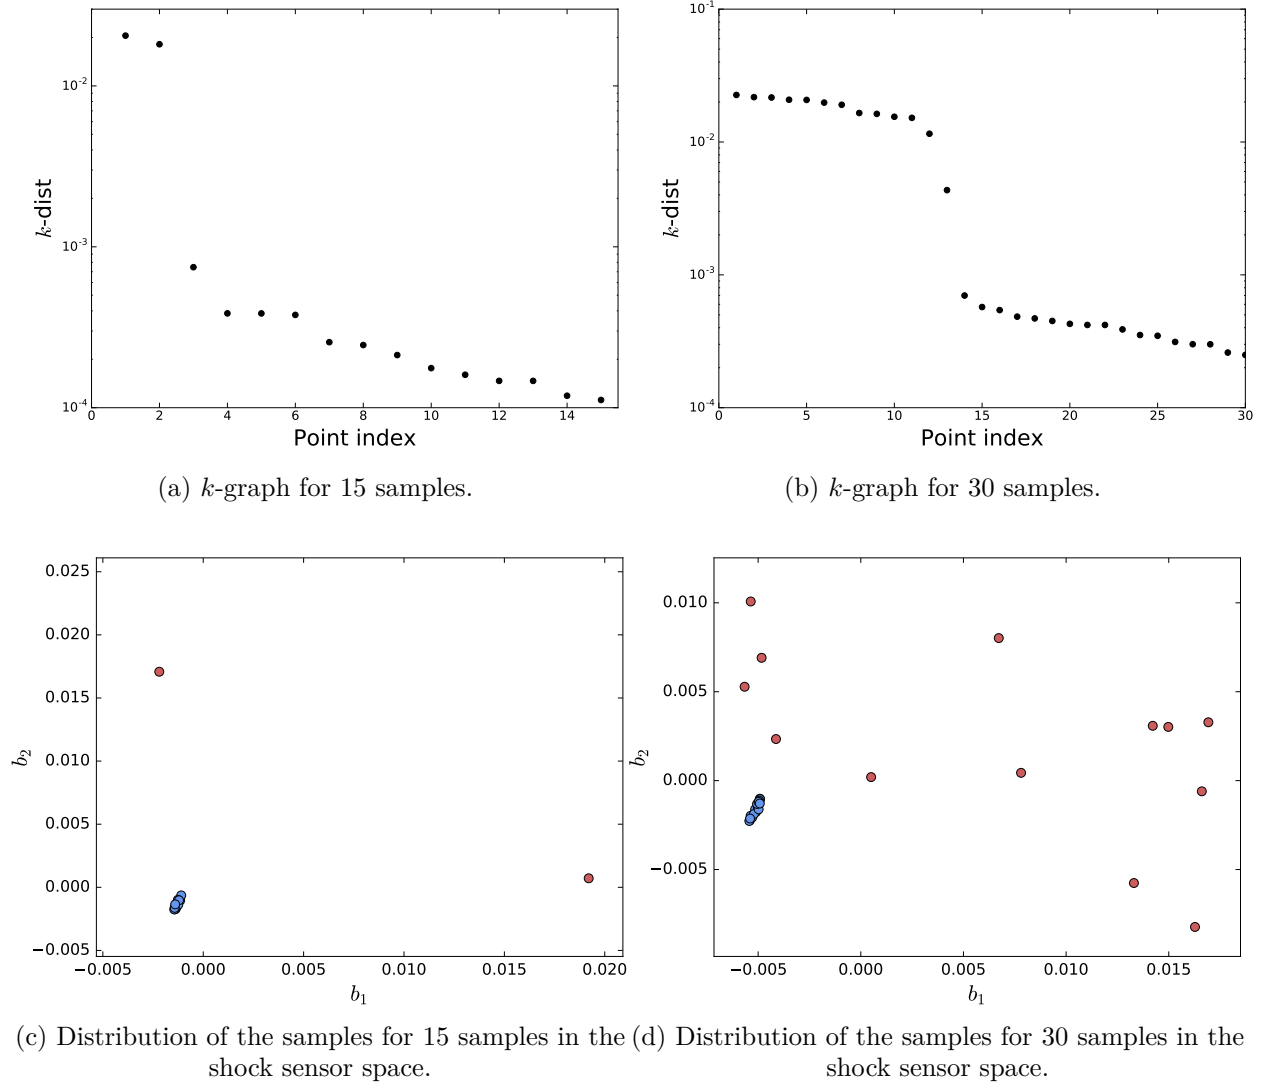 10⁻²
10⁻³
10⁻⁴
k-dist
0 2 4 6 8 10 12 14
Point index
(a) k-graph for 15 samples.
10⁻¹
10⁻²
10⁻³
10⁻⁴
k-dist
0 5 10 15 20 25 30
Point index
(b) k-graph for 30 samples.
0.025
0.020
0.015
0.010
0.005
0.000
−0.005
b₂
−0.005 0.000 0.005 0.010 0.015 0.020
b₁
(c) Distribution of the samples for 15 samples in the
shock sensor space.
0.010
0.005
0.000
−0.005
b₂
−0.005 0.000 0.005 0.010 0.015
b₁
(d) Distribution of the samples for 30 samples in the
shock sensor space.